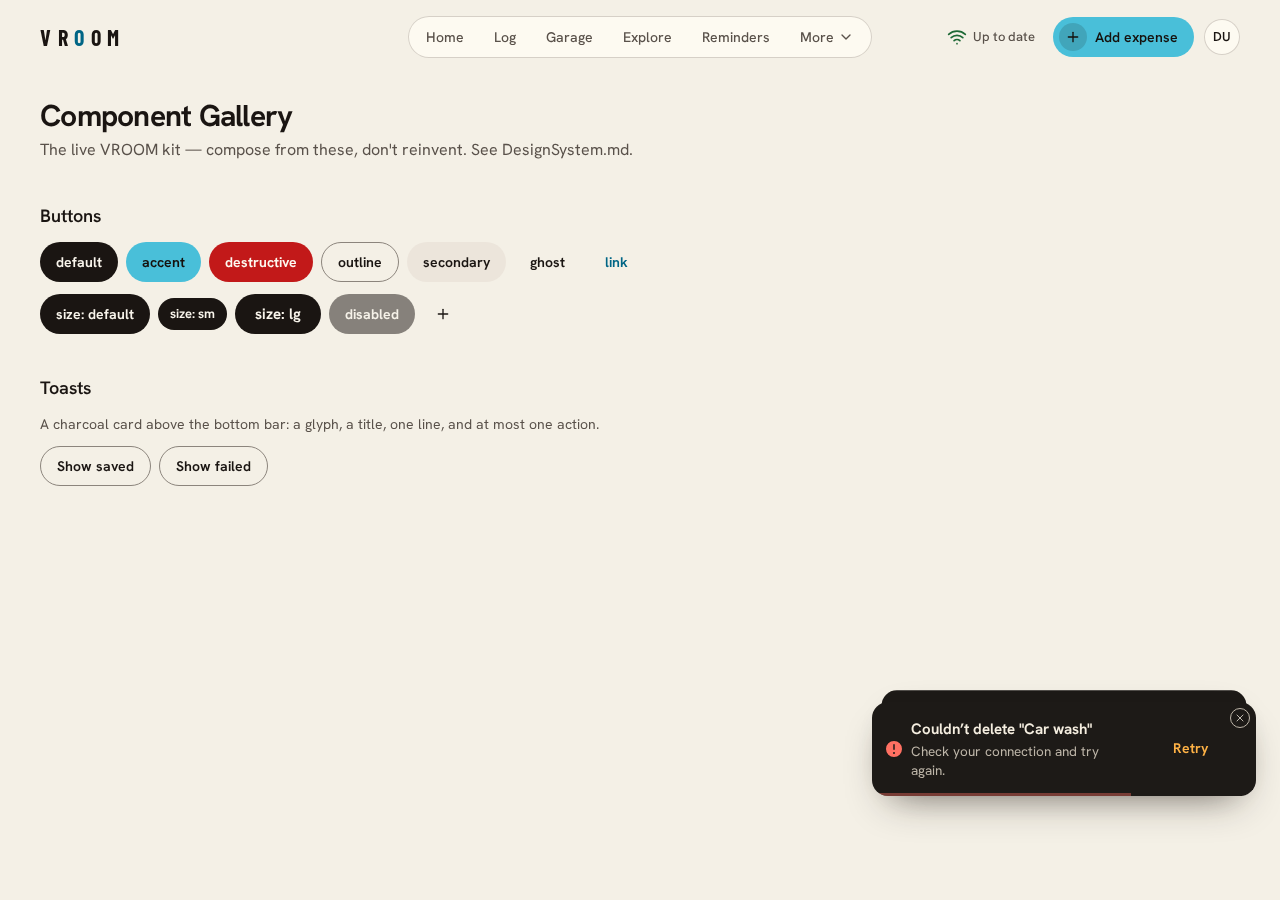 VROOM
Home Log Garage Explore Reminders More
Up to date
Add expense
DU
Component Gallery
The live VROOM kit — compose from these, don't reinvent. See DesignSystem.md.
Buttons
default accent destructive outline secondary ghost link
size: default size: sm size: lg disabled
Toasts
A charcoal card above the bottom bar: a glyph, a title, one line, and at most one action.
Show saved Show failed
Couldn’t delete "Car wash"
Check your connection and try
again.
Retry